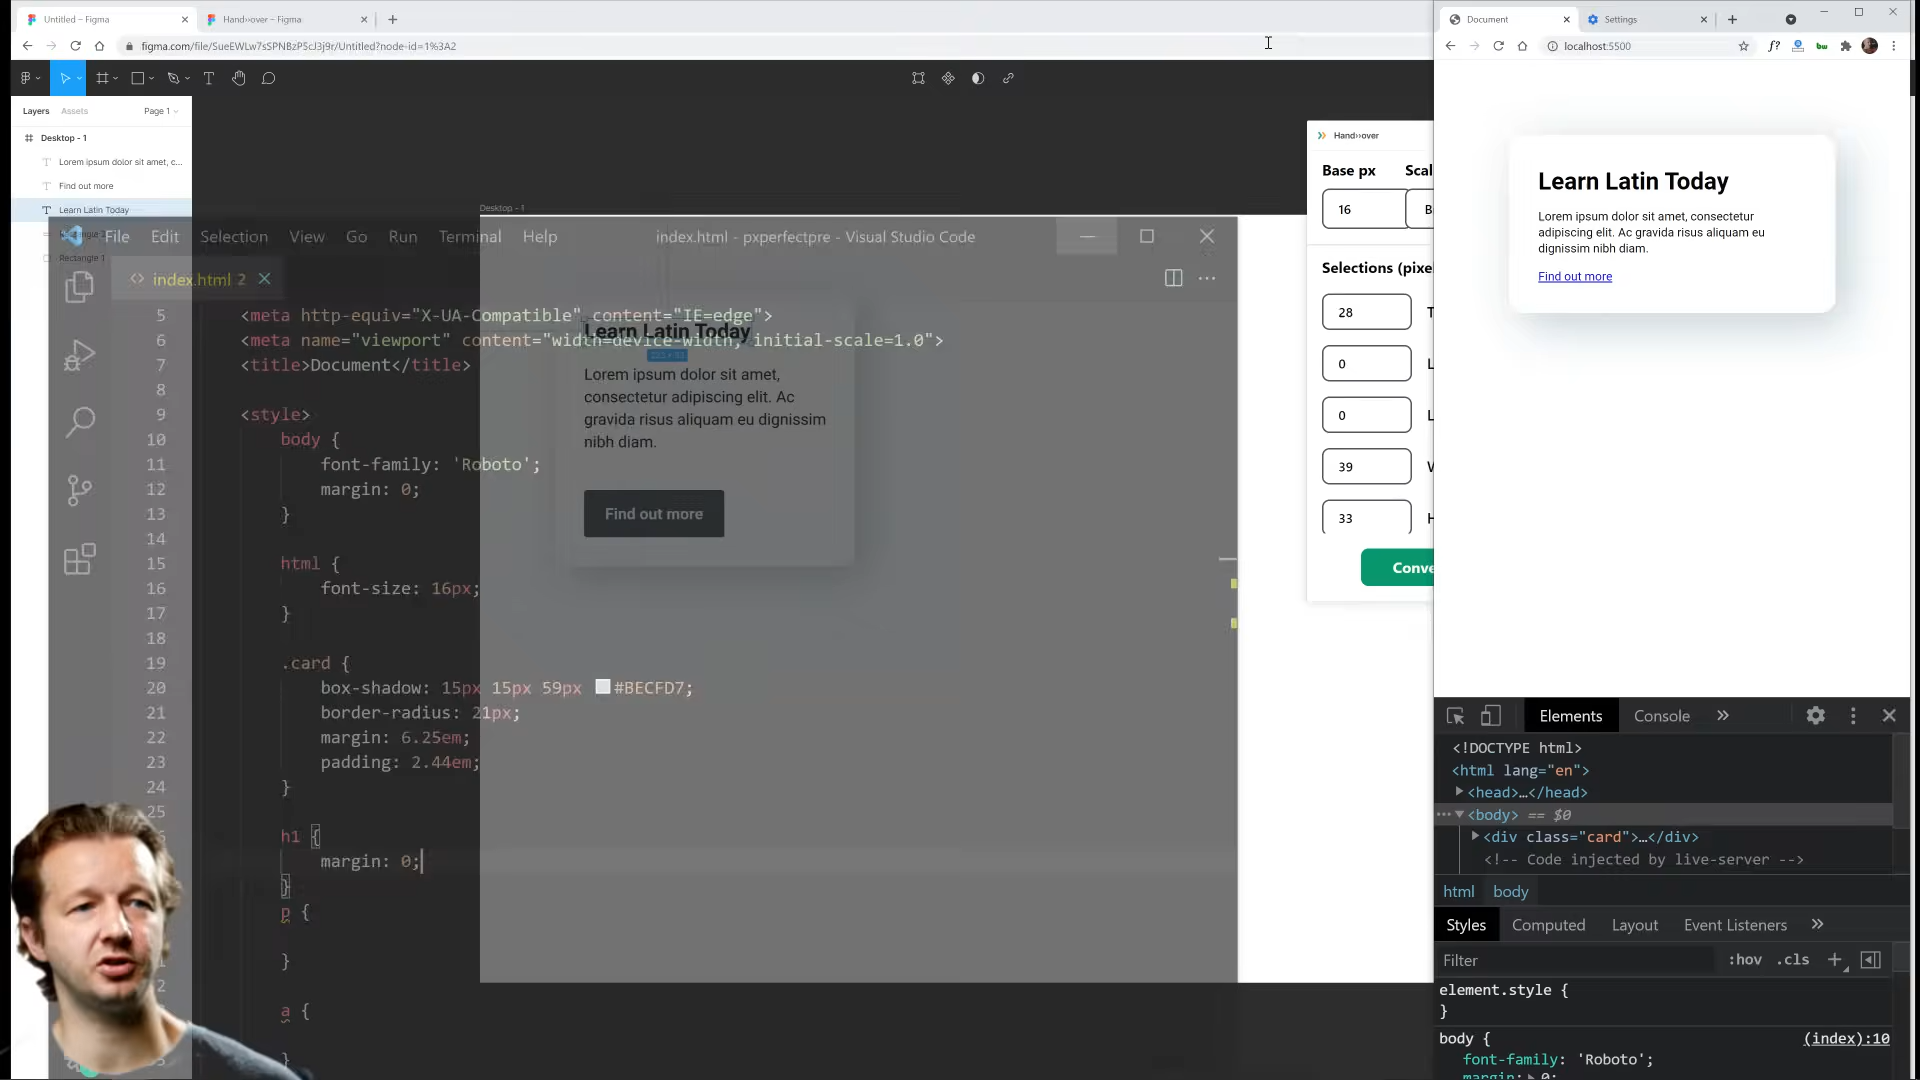 Untitled – Figma
Hand››over – Figma
figma.com/file/SueEWLw7sSPNBzP5cJ3j9r/Untitled?node-id=1%3A2
Layers
Assets
Page 1
Desktop - 1
Lorem ipsum dolor sit amet, c...
Find out more
Learn Latin Today
Rectangle 1
Desktop - 1
File Edit Selection View Go Run Terminal Help
index.html - pxperfectpre - Visual Studio Code
index.html 2
5 <meta http-equiv="X-UA-Compatible" content="IE=edge">
6 <meta name="viewport" content="width=device-width, initial-scale=1.0">
7 <title>Document</title>
8
9 <style>
10 body {
11 font-family: 'Roboto';
12 margin: 0;
13 }
14
15 html {
16 font-size: 16px;
17 }
18
19 .card {
20 box-shadow: 15px 15px 59px #BECFD7;
21 border-radius: 21px;
22 margin: 6.25em;
23 padding: 2.44em;
24 }
25
h1 {
margin: 0;
}
p {
}
a {
}
Learn Latin Today
Lorem ipsum dolor sit amet,
consectetur adipiscing elit. Ac
gravida risus aliquam eu dignissim
nibh diam.
Find out more
Hand››over
Base px
Scal
16
B
Selections (pixe
28
T
0
L
0
L
39
33
Conve
Document
Settings
localhost:5500
Learn Latin Today
Lorem ipsum dolor sit amet, consectetur
adipiscing elit. Ac gravida risus aliquam eu
dignissim nibh diam.
Find out more
Elements
Console
<!DOCTYPE html>
<html lang="en">
<head>…</head>
<body> == $0
<div class="card">…</div>
<!-- Code injected by live-server -->
html body
Styles Computed Layout Event Listeners
Filter
:hov .cls
element.style {
}
body {
(index):10
font-family: 'Roboto';
margin: 0;